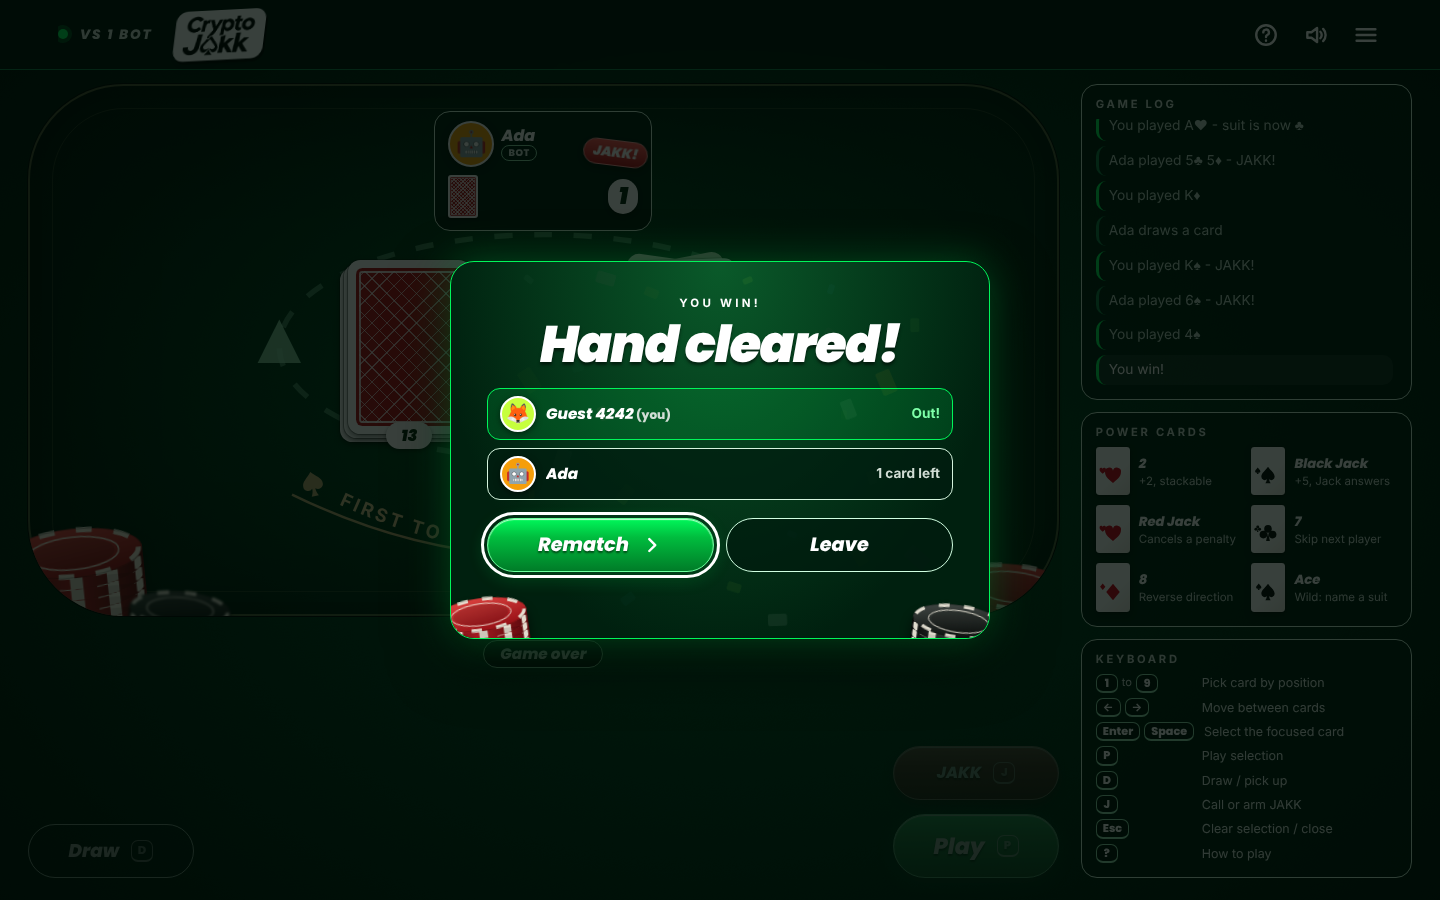 VS 1 BOT
Crypto
Jakk
Ada
BOT
JAKK!
1
13
FIRST TO
YOU WIN!
Hand cleared!
Guest 4242 (you)
Out!
Ada
1 card left
Rematch
Leave
Game over
Draw D
JAKK J
Play P
GAME LOG
You played A♥ - suit is now ♣
Ada played 5♣ 5♦ - JAKK!
You played K♦
Ada draws a card
You played K♠ - JAKK!
Ada played 6♠ - JAKK!
You played 4♠
You win!
POWER CARDS
2
+2, stackable
Black Jack
+5, Jack answers
Red Jack
Cancels a penalty
7
Skip next player
8
Reverse direction
Ace
Wild: name a suit
KEYBOARD
1 to 9 Pick card by position
← → Move between cards
Enter Space Select the focused card
P Play selection
D Draw / pick up
J Call or arm JAKK
Esc Clear selection / close
? How to play